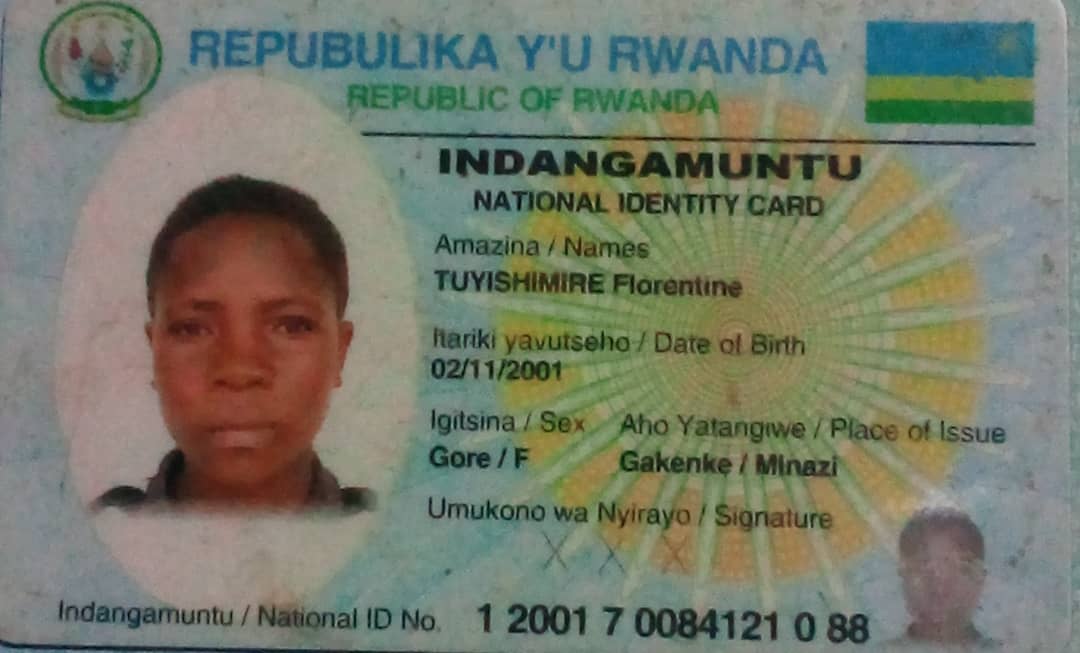 REPUBULIKA Y'U RWANDA
REPUBLIC OF RWANDA
INDANGAMUNTU
NATIONAL IDENTITY CARD
Amazina / Names
TUYISHIMIRE Florentine
Itariki yavutseho / Date of Birth
02/11/2001
Igitsina / Sex Aho Yatangiwe / Place of Issue
Gore / F Gakenke / Minazi
Umukono wa Nyirayo / Signature
X X X
Indangamuntu / National ID No. 1 2001 7 0084121 0 88